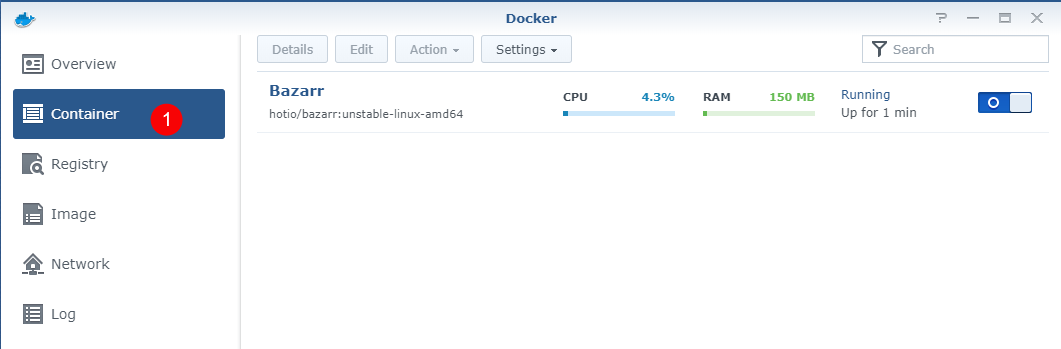 Docker
Overview
Container 1
Registry
Image
Network
Log
Details Edit Action Settings Search
Bazarr
hotio/bazarr:unstable-linux-amd64
CPU 4.3%
RAM 150 MB
Running
Up for 1 min